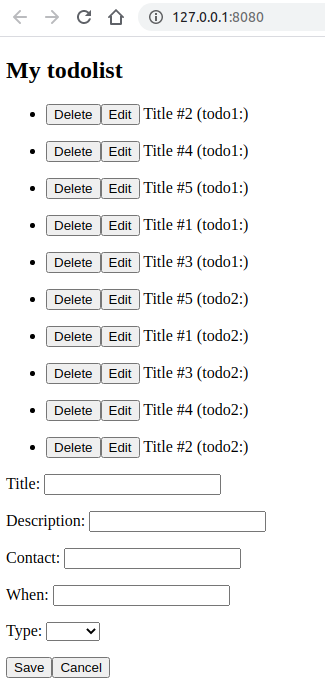 127.0.0.1:8080
My todolist
Delete Edit Title #2 (todo1:)
Delete Edit Title #4 (todo1:)
Delete Edit Title #5 (todo1:)
Delete Edit Title #1 (todo1:)
Delete Edit Title #3 (todo1:)
Delete Edit Title #5 (todo2:)
Delete Edit Title #1 (todo2:)
Delete Edit Title #3 (todo2:)
Delete Edit Title #4 (todo2:)
Delete Edit Title #2 (todo2:)
Title:
Description:
Contact:
When:
Type:
Save Cancel